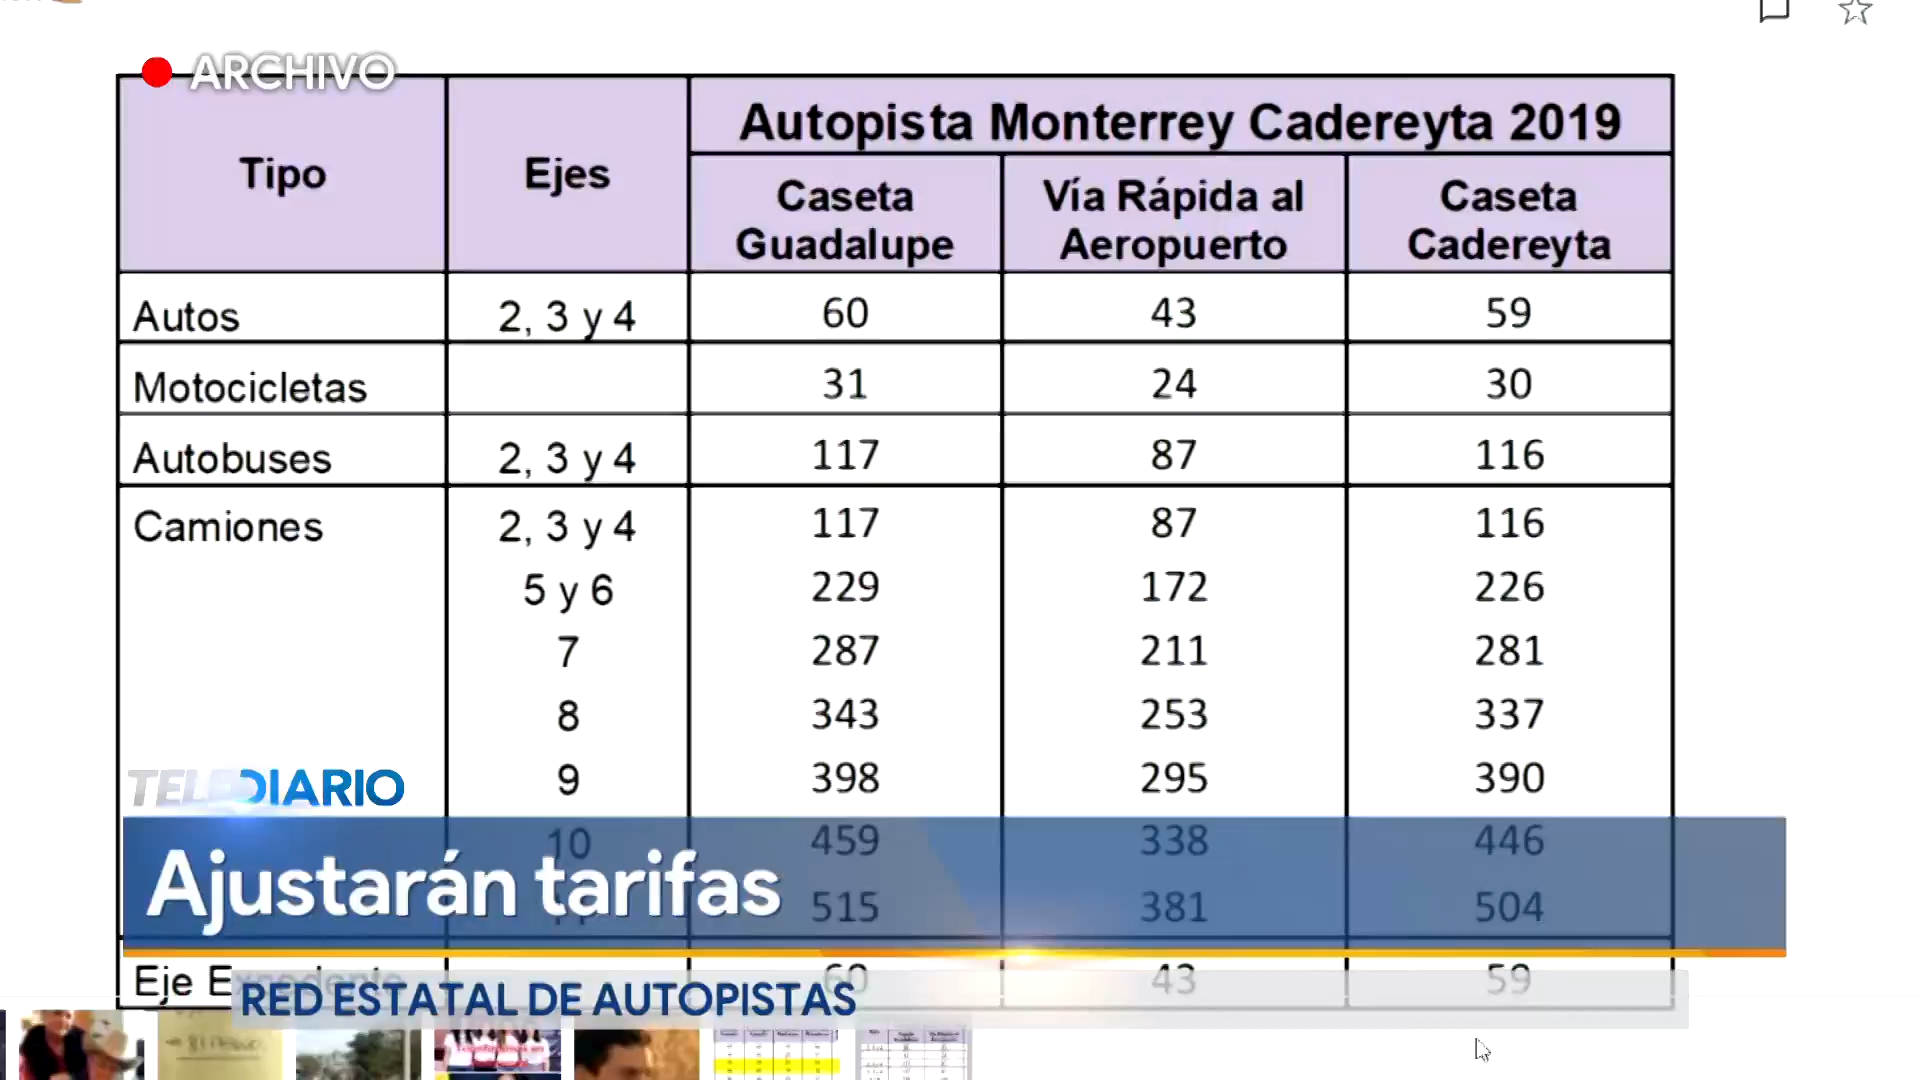 ARCHIVO
Autopista Monterrey Cadereyta 2019
Tipo Ejes
Caseta Guadalupe Vía Rápida al Aeropuerto Caseta Cadereyta
Autos 2, 3 y 4 60 43 59
Motocicletas 31 24 30
Autobuses 2, 3 y 4 117 87 116
Camiones 2, 3 y 4 117 87 116
5 y 6 229 172 226
7 287 211 281
8 343 253 337
9 398 295 390
TELEDIARIO
10 459 338 446
Ajustarán tarifas
515 381 504
Eje Excedente 60 43 59
RED ESTATAL DE AUTOPISTAS